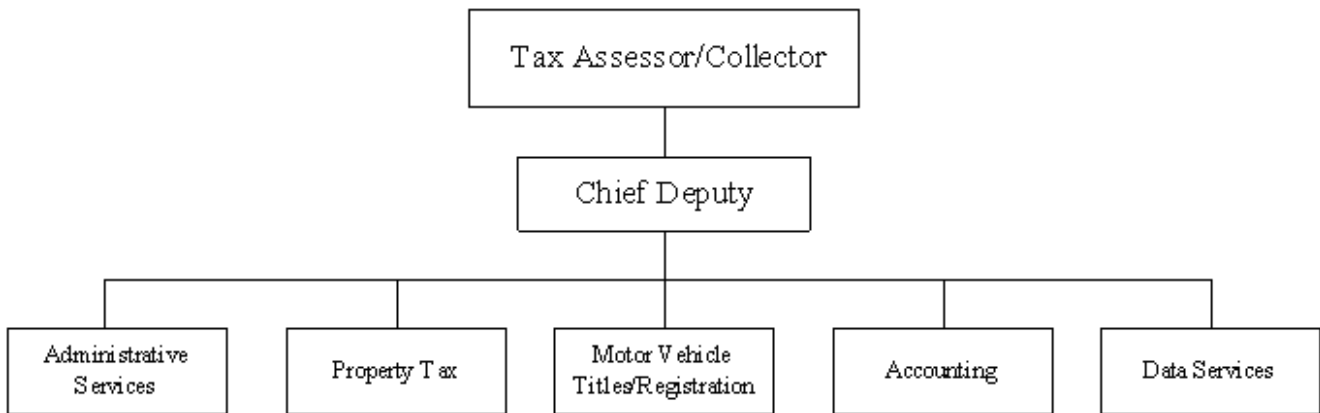 Tax Assessor/Collector
Chief Deputy
Administrative
Services
Property Tax
Motor Vehicle
Titles/Registration
Accounting
Data Services